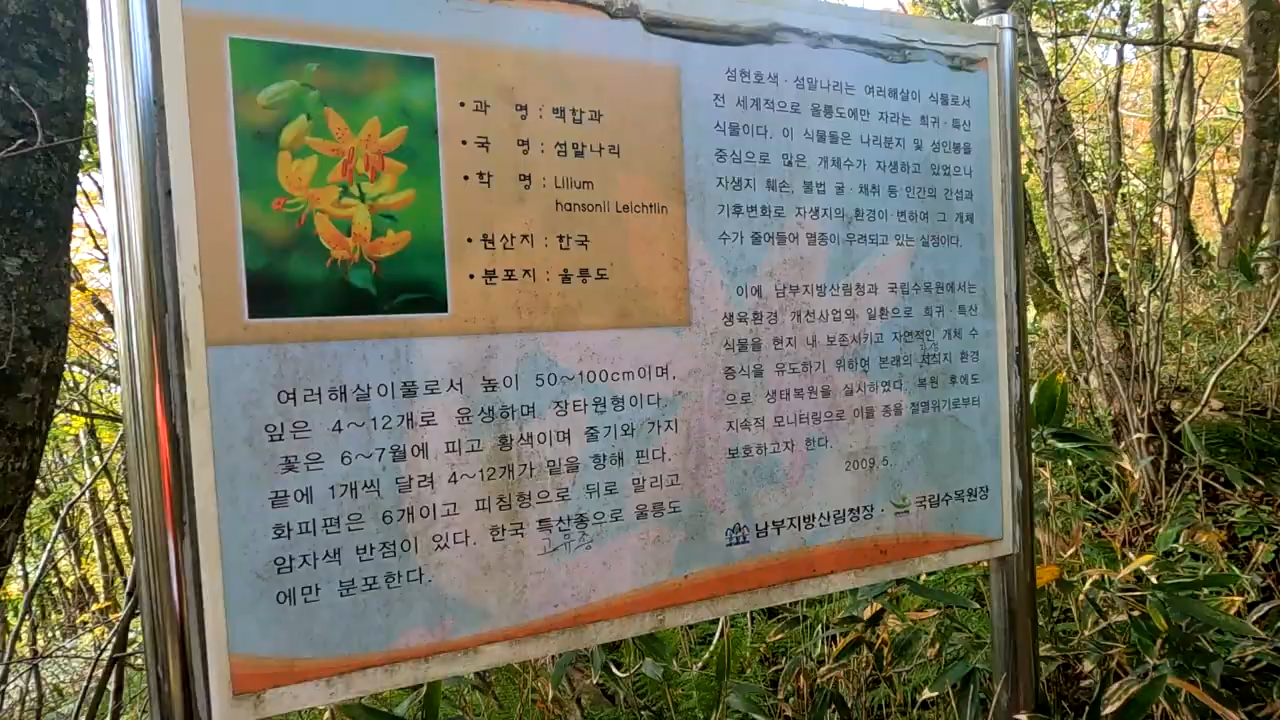 • 과 명 : 백합과
• 국 명 : 섬말나리
• 학 명 : Lilium
hansonii Leichtlin
• 원산지 : 한국
• 분포지 : 울릉도
여러해살이풀로서 높이 50~100cm이며,
잎은 4~12개로 윤생하며 장타원형이다.
꽃은 6~7월에 피고 황색이며 줄기와 가지
끝에 1개씩 달려 4~12개가 밑을 향해 핀다.
화피편은 6개이고 피침형으로 뒤로 말리고
암자색 반점이 있다. 한국 특산종으로 울릉도
고유종
에만 분포한다.
섬현호색·섬말나리는 여러해살이 식물로서
전 세계적으로 울릉도에만 자라는 희귀·특산
식물이다. 이 식물들은 나리분지 및 성인봉을
중심으로 많은 개체수가 자생하고 있었으나
자생지 훼손, 불법 굴·채취 등 인간의 간섭과
기후변화로 자생지의 환경이 변하여 그 개체
수가 줄어들어 멸종이 우려되고 있는 실정이다.
이에 남부지방산림청과 국립수목원에서는
생육환경 개선사업의 일환으로 희귀·특산
식물을 현지 내 보존시키고 자연적인 개체 수
증식을 유도하기 위하여 본래의 서식지 환경
으로 생태복원을 실시하였다. 복원 후에도
지속적 모니터링으로 이들 종을 절멸위기로부터
보호하고자 한다.
2009. 5.
남부지방산림청장 · 국립수목원장